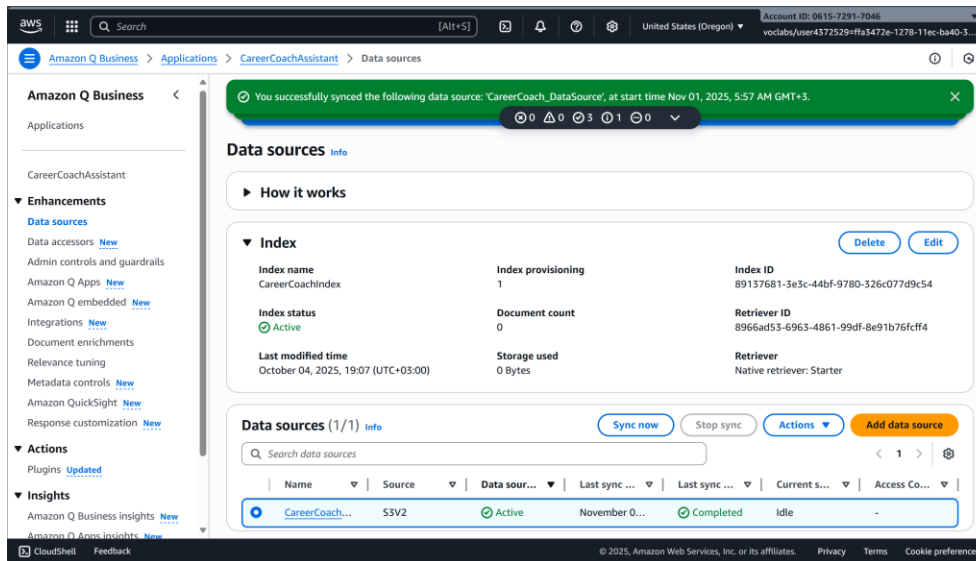 aws
Search [Alt+S]
United States (Oregon) ▼
Account ID: 0615-7291-7046
voclabs/user4372529=ffa3472e-1278-11ec-ba40-3...
Amazon Q Business > Applications > CareerCoachAssistant > Data sources
Amazon Q Business
Applications
CareerCoachAssistant
Enhancements
Data sources
Data accessors New
Admin controls and guardrails
Amazon Q Apps New
Amazon Q embedded New
Integrations New
Document enrichments
Relevance tuning
Metadata controls New
Amazon QuickSight New
Response customization New
Actions
Plugins Updated
Insights
Amazon Q Business insights New
Amazon Q Apps insights New
You successfully synced the following data source: 'CareerCoach_DataSource', at start time Nov 01, 2025, 5:57 AM GMT+3.
0 0 3 1 0
Data sources Info
How it works
Index
Delete Edit
Index name
CareerCoachIndex
Index provisioning
1
Index ID
89137681-3e3c-44bf-9780-326c077d9c54
Index status
Active
Document count
0
Retriever ID
8966ad53-6963-4861-99df-8e91b76fcff4
Last modified time
October 04, 2025, 19:07 (UTC+03:00)
Storage used
0 Bytes
Retriever
Native retriever: Starter
Data sources (1/1) Info
Sync now Stop sync Actions ▼ Add data source
Search data sources
< 1 >
Name Source Data sour... Last sync ... Last sync ... Current s... Access Co...
CareerCoach... S3V2 Active November 0... Completed Idle -
CloudShell Feedback
© 2025, Amazon Web Services, Inc. or its affiliates. Privacy Terms Cookie preference